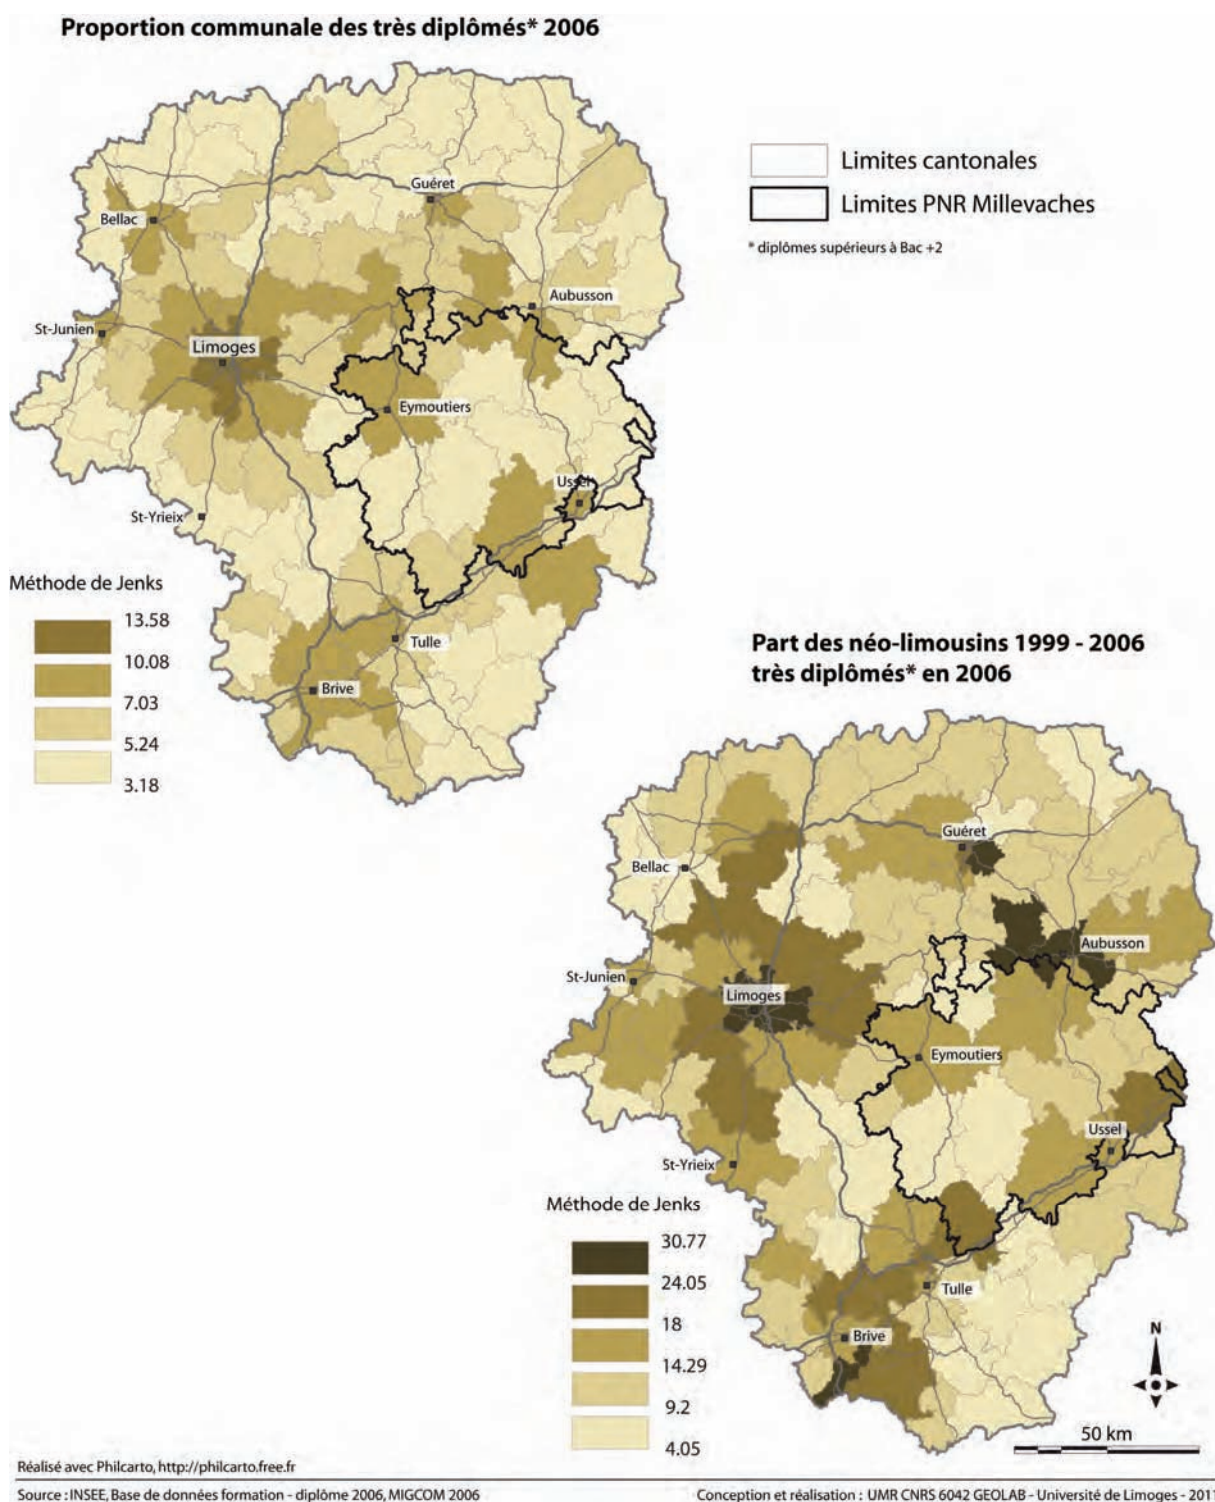 Proportion communale des très diplômés* 2006
Limites cantonales
Limites PNR Millevaches
* diplômes supérieurs à Bac +2
Guéret
Bellac
Aubusson
St-Junien
Limoges
Eymoutiers
Ussel
St-Yrieix
Tulle
Brive
Méthode de Jenks
13.58
10.08
7.03
5.24
3.18
Part des néo-limousins 1999 - 2006
très diplômés* en 2006
Guéret
Bellac
Aubusson
St-Junien
Limoges
Eymoutiers
Ussel
St-Yrieix
Tulle
Brive
Méthode de Jenks
30.77
24.05
18
14.29
9.2
4.05
N
50 km
Réalisé avec Philcarto, http://philcarto.free.fr
Source : INSEE, Base de données formation - diplôme 2006, MIGCOM 2006
Conception et réalisation : UMR CNRS 6042 GEOLAB - Université de Limoges - 2011